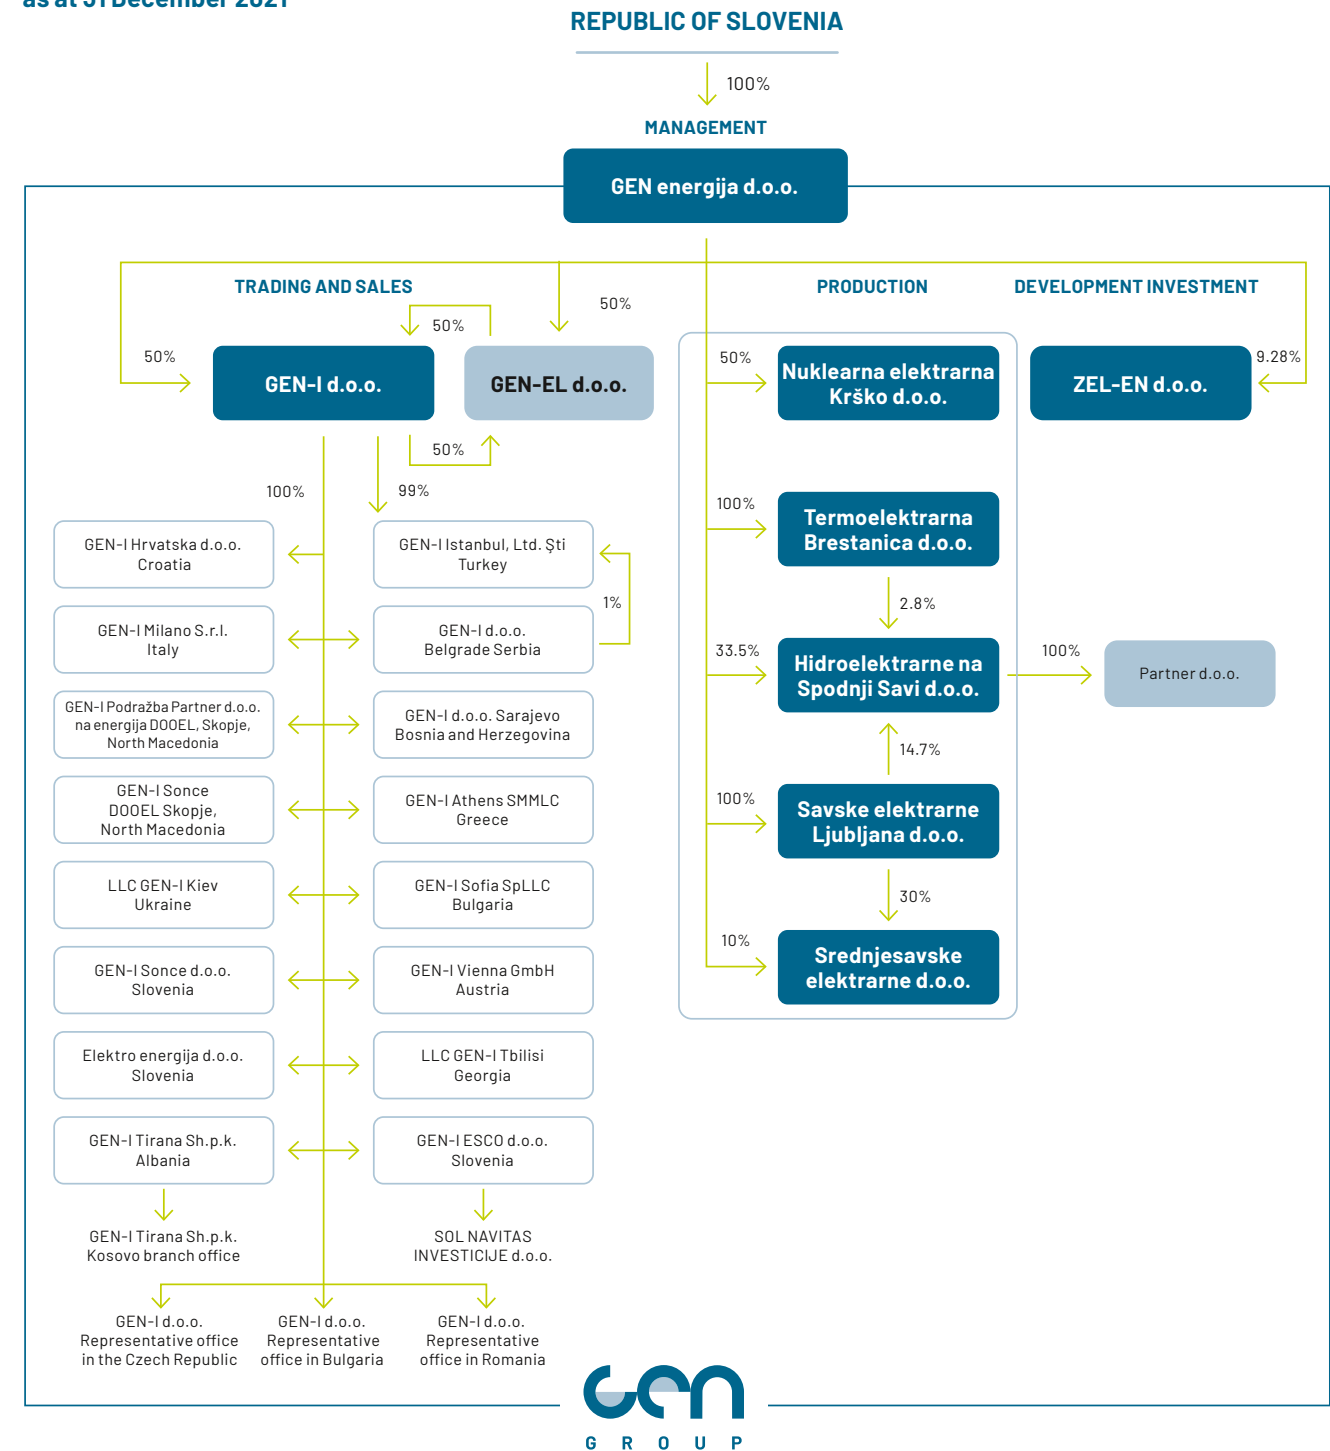 as at 31 December 2021
REPUBLIC OF SLOVENIA
100%
MANAGEMENT
GEN energija d.o.o.
TRADING AND SALES
PRODUCTION
DEVELOPMENT INVESTMENT
50%
50%
50%
GEN-I d.o.o.
GEN-EL d.o.o.
50%
100%
99%
GEN-I Hrvatska d.o.o.
Croatia
GEN-I Istanbul, Ltd. Şti
Turkey
1%
GEN-I Milano S.r.l.
Italy
GEN-I d.o.o.
Belgrade Serbia
GEN-I Podražba Partner d.o.o.
na energija DOOEL, Skopje,
North Macedonia
GEN-I d.o.o. Sarajevo
Bosnia and Herzegovina
GEN-I Sonce
DOOEL Skopje,
North Macedonia
GEN-I Athens SMMLC
Greece
LLC GEN-I Kiev
Ukraine
GEN-I Sofia SpLLC
Bulgaria
GEN-I Sonce d.o.o.
Slovenia
GEN-I Vienna GmbH
Austria
Elektro energija d.o.o.
Slovenia
LLC GEN-I Tbilisi
Georgia
GEN-I Tirana Sh.p.k.
Albania
GEN-I ESCO d.o.o.
Slovenia
GEN-I Tirana Sh.p.k.
Kosovo branch office
SOL NAVITAS
INVESTICIJE d.o.o.
GEN-I d.o.o.
Representative office
in the Czech Republic
GEN-I d.o.o.
Representative
office in Bulgaria
GEN-I d.o.o.
Representative
office in Romania
50%
Nuklearna elektrarna
Krško d.o.o.
100%
Termoelektrarna
Brestanica d.o.o.
2.8%
33.5%
Hidroelektrarne na
Spodnji Savi d.o.o.
100%
Partner d.o.o.
14.7%
100%
Savske elektrarne
Ljubljana d.o.o.
30%
10%
Srednjesavske
elektrarne d.o.o.
ZEL-EN d.o.o.
9.28%
gen
GROUP